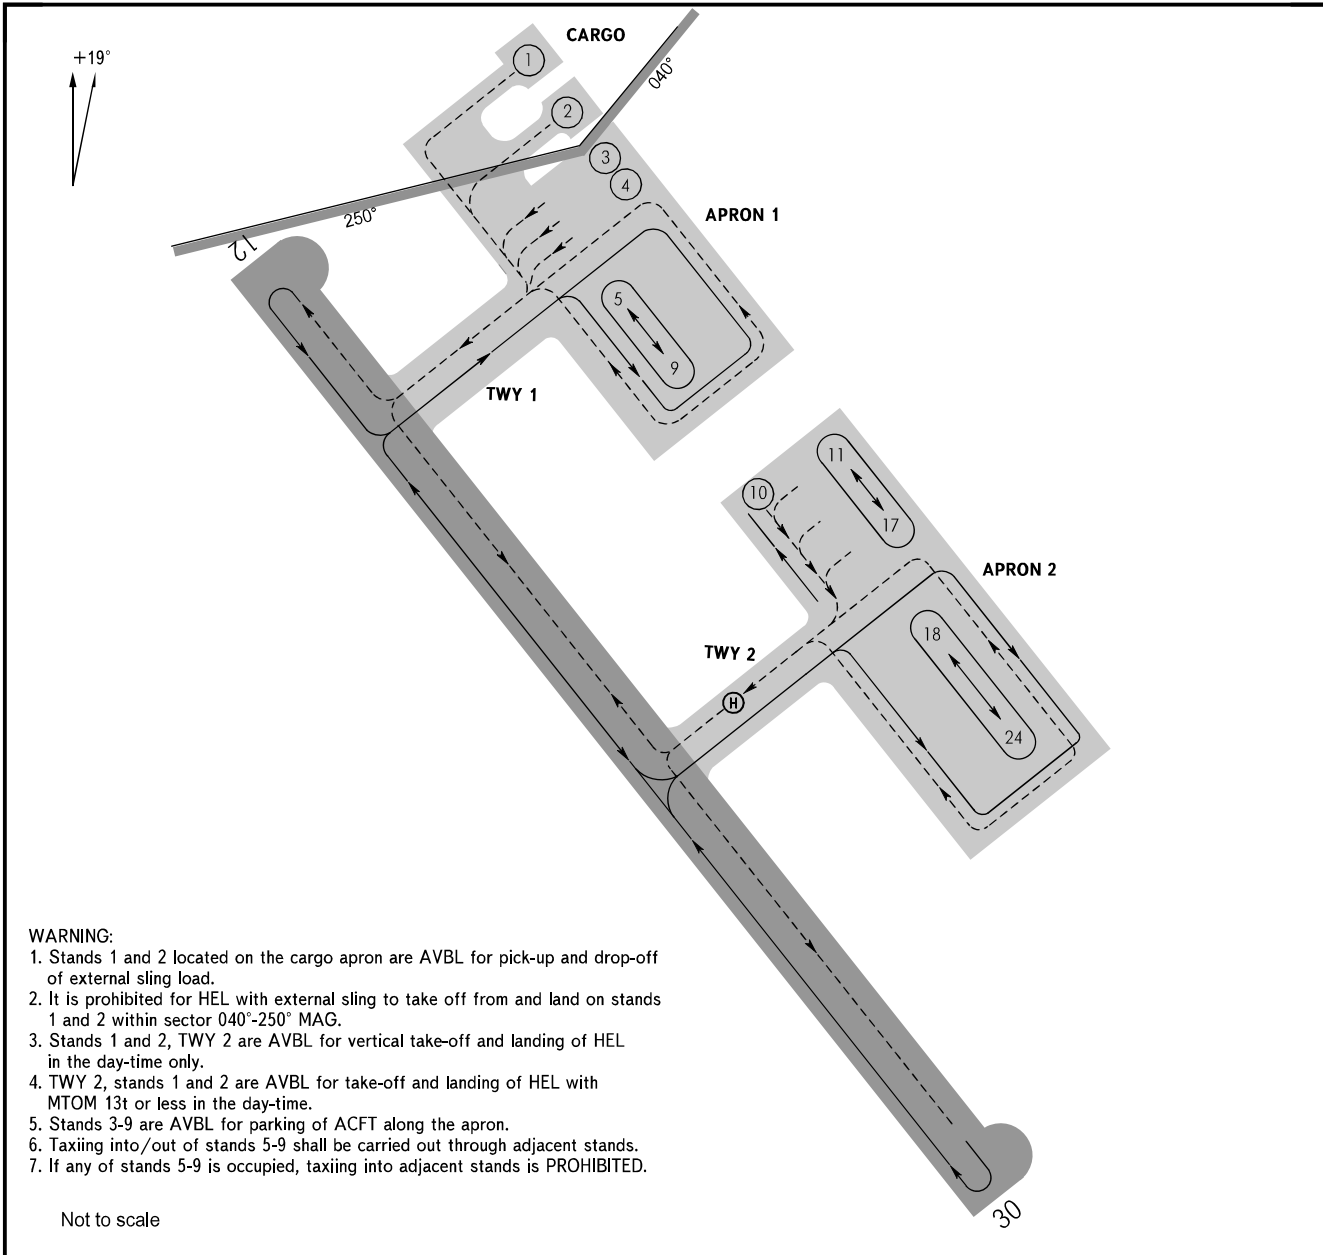 +19°
CARGO
1
040°
2
3
4
250°
12
APRON 1
5
9
TWY 1
11
10
17
APRON 2
18
TWY 2
H
24
WARNING:
1. Stands 1 and 2 located on the cargo apron are AVBL for pick-up and drop-off
of external sling load.
2. It is prohibited for HEL with external sling to take off from and land on stands
1 and 2 within sector 040°-250° MAG.
3. Stands 1 and 2, TWY 2 are AVBL for vertical take-off and landing of HEL
in the day-time only.
4. TWY 2, stands 1 and 2 are AVBL for take-off and landing of HEL with
MTOM 13t or less in the day-time.
5. Stands 3-9 are AVBL for parking of ACFT along the apron.
6. Taxiing into/out of stands 5-9 shall be carried out through adjacent stands.
7. If any of stands 5-9 is occupied, taxiing into adjacent stands is PROHIBITED.
30
Not to scale